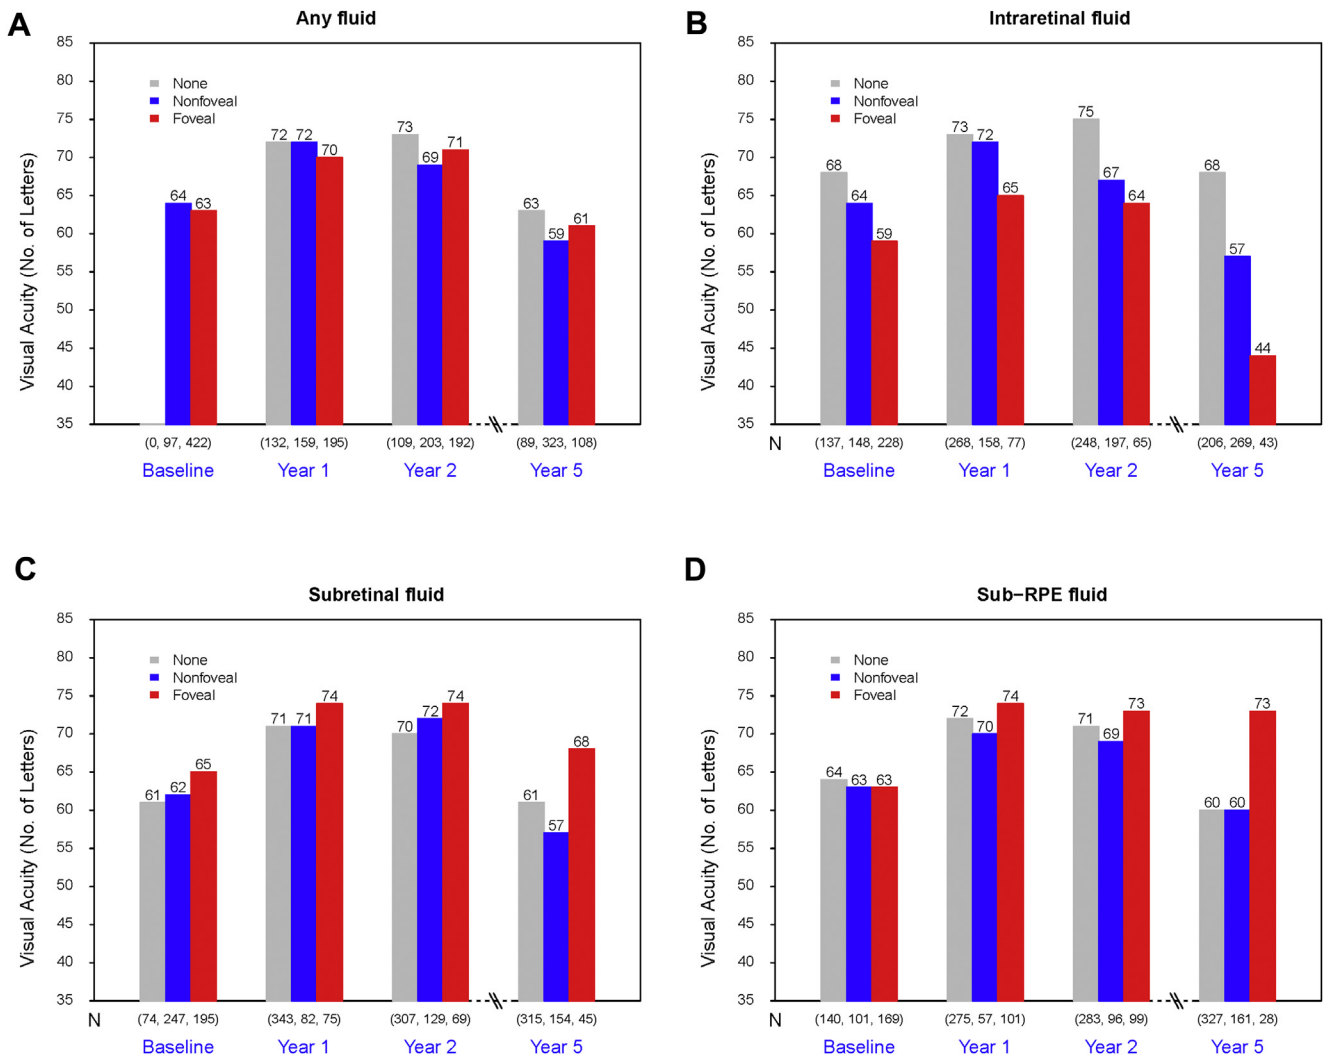 A
Any fluid
85
80
75
70
65
60
55
50
45
40
35
Visual Acuity (No. of Letters)
None
Nonfoveal
Foveal
64 63
72 72 70
73 69 71
63 59 61
(0, 97, 422) (132, 159, 195) (109, 203, 192) (89, 323, 108)
Baseline Year 1 Year 2 Year 5
B
Intraretinal fluid
85
80
75
70
65
60
55
50
45
40
35
Visual Acuity (No. of Letters)
None
Nonfoveal
Foveal
68 64 59
73 72 65
75 67 64
68 57 44
N (137, 148, 228) (268, 158, 77) (248, 197, 65) (206, 269, 43)
Baseline Year 1 Year 2 Year 5
C
Subretinal fluid
85
80
75
70
65
60
55
50
45
40
35
Visual Acuity (No. of Letters)
None
Nonfoveal
Foveal
61 62 65
71 71 74
70 72 74
61 57 68
N (74, 247, 195) (343, 82, 75) (307, 129, 69) (315, 154, 45)
Baseline Year 1 Year 2 Year 5
D
Sub−RPE fluid
85
80
75
70
65
60
55
50
45
40
35
Visual Acuity (No. of Letters)
None
Nonfoveal
Foveal
64 63 63
72 70 74
71 69 73
60 60 73
N (140, 101, 169) (275, 57, 101) (283, 96, 99) (327, 161, 28)
Baseline Year 1 Year 2 Year 5